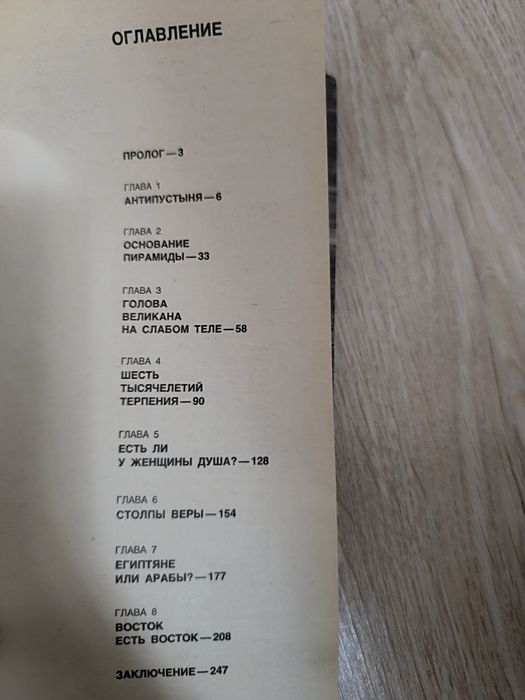 ОГЛАВЛЕНИЕ
ПРОЛОГ—3
ГЛАВА 1
АНТИПУСТЫНЯ—6
ГЛАВА 2
ОСНОВАНИЕ
ПИРАМИДЫ—33
ГЛАВА 3
ГОЛОВА
ВЕЛИКАНА
НА СЛАБОМ ТЕЛЕ—58
ГЛАВА 4
ШЕСТЬ
ТЫСЯЧЕЛЕТИЙ
ТЕРПЕНИЯ—90
ГЛАВА 5
ЕСТЬ ЛИ
У ЖЕНЩИНЫ ДУША?—128
ГЛАВА 6
СТОЛПЫ ВЕРЫ—154
ГЛАВА 7
ЕГИПТЯНЕ
ИЛИ АРАБЫ?—177
ГЛАВА 8
ВОСТОК
ЕСТЬ ВОСТОК—208
ЗАКЛЮЧЕНИЕ—247